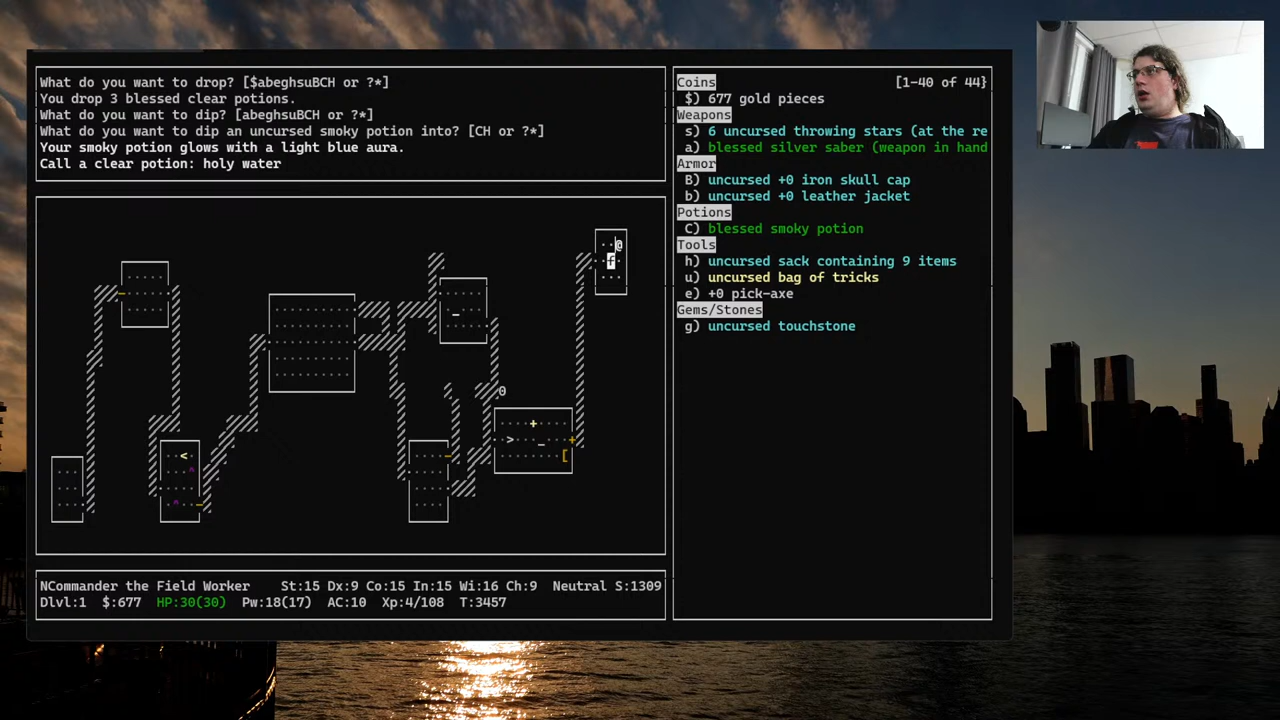 What do you want to drop? [$abeghsuBCH or ?*]
You drop 3 blessed clear potions.
What do you want to dip? [abeghsuBCH or ?*]
What do you want to dip an uncursed smoky potion into? [CH or ?*]
Your smoky potion glows with a light blue aura.
Call a clear potion: holy water
Coins [1-40 of 44}
$) 677 gold pieces
Weapons
s) 6 uncursed throwing stars (at the re
a) blessed silver saber (weapon in hand
Armor
B) uncursed +0 iron skull cap
b) uncursed +0 leather jacket
Potions
C) blessed smoky potion
Tools
h) uncursed sack containing 9 items
u) uncursed bag of tricks
e) +0 pick-axe
Gems/Stones
g) uncursed touchstone
NCommander the Field Worker St:15 Dx:9 Co:15 In:15 Wi:16 Ch:9 Neutral S:1309
Dlvl:1 $:677 HP:30(30) Pw:18(17) AC:10 Xp:4/108 T:3457